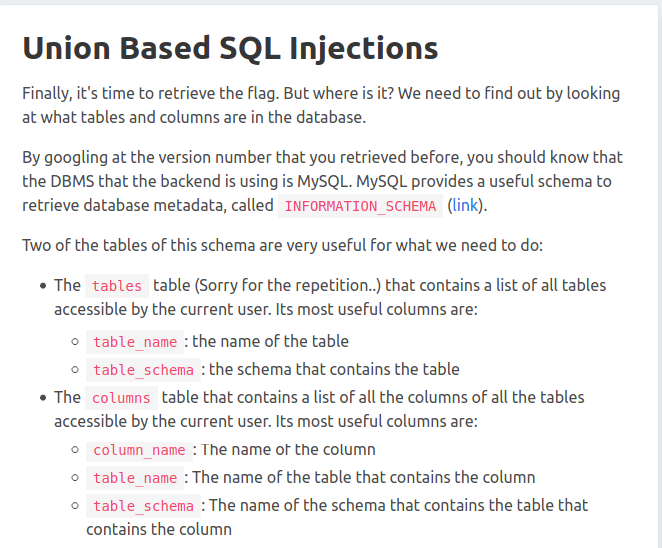 Union Based SQL Injections
Finally, it's time to retrieve the flag. But where is it? We need to find out by looking
at what tables and columns are in the database.
By googling at the version number that you retrieved before, you should know that
the DBMS that the backend is using is MySQL. MySQL provides a useful schema to
retrieve database metadata, called INFORMATION_SCHEMA (link).
Two of the tables of this schema are very useful for what we need to do:
• The tables table (Sorry for the repetition..) that contains a list of all tables
accessible by the current user. Its most useful columns are:
◦ table_name : the name of the table
◦ table_schema : the schema that contains the table
• The columns table that contains a list of all the columns of all the tables
accessible by the current user. Its most useful columns are:
◦ column_name : The name of the column
◦ table_name : The name of the table that contains the column
◦ table_schema : The name of the schema that contains the table that
contains the column